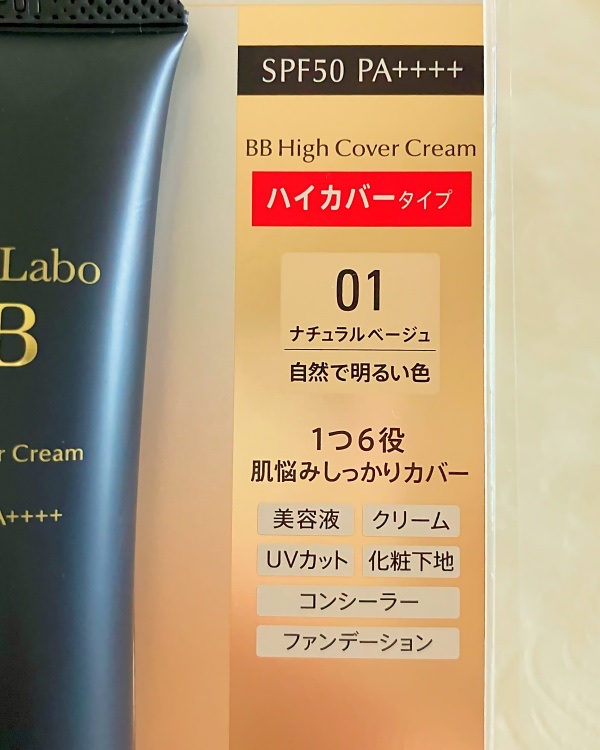 Labo
B
r Cream
A++++
SPF50 PA++++
BB High Cover Cream
ハイカバータイプ
01
ナチュラルベージュ
自然で明るい色
1つ6役
肌悩みしっかりカバー
美容液 クリーム
UVカット 化粧下地
コンシーラー
ファンデーション